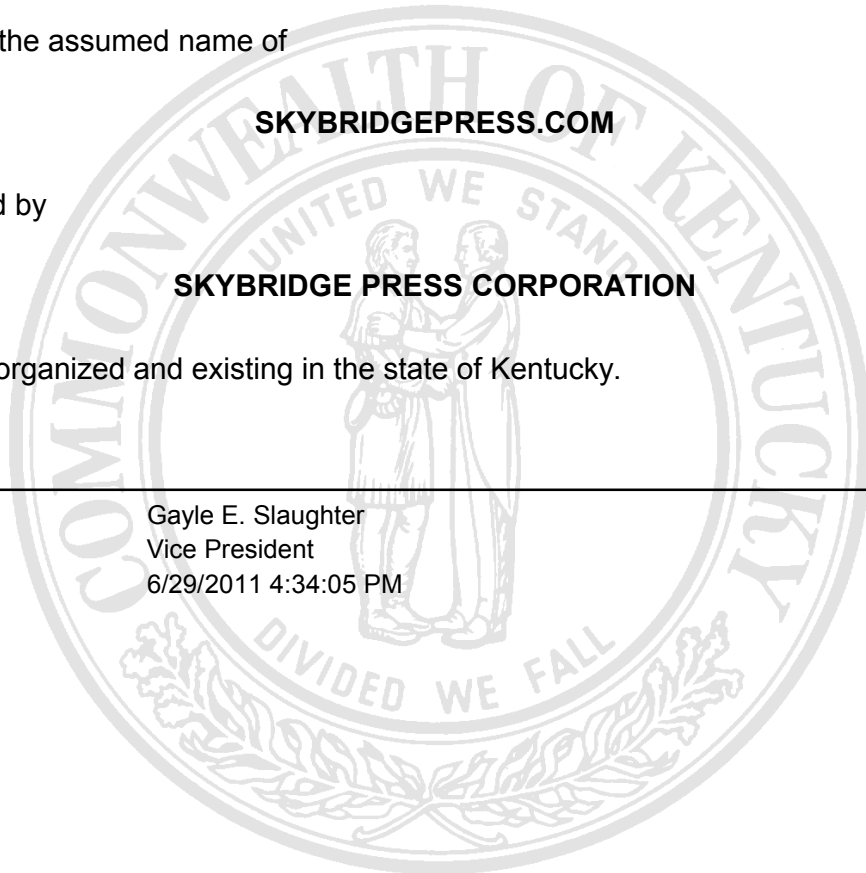 the assumed name of
SKYBRIDGEPRESS.COM
d by
SKYBRIDGE PRESS CORPORATION
organized and existing in the state of Kentucky.
Gayle E. Slaughter
Vice President
6/29/2011 4:34:05 PM
COMMONWEALTH OF KENTUCKY
UNITED WE STAND
DIVIDED WE FALL